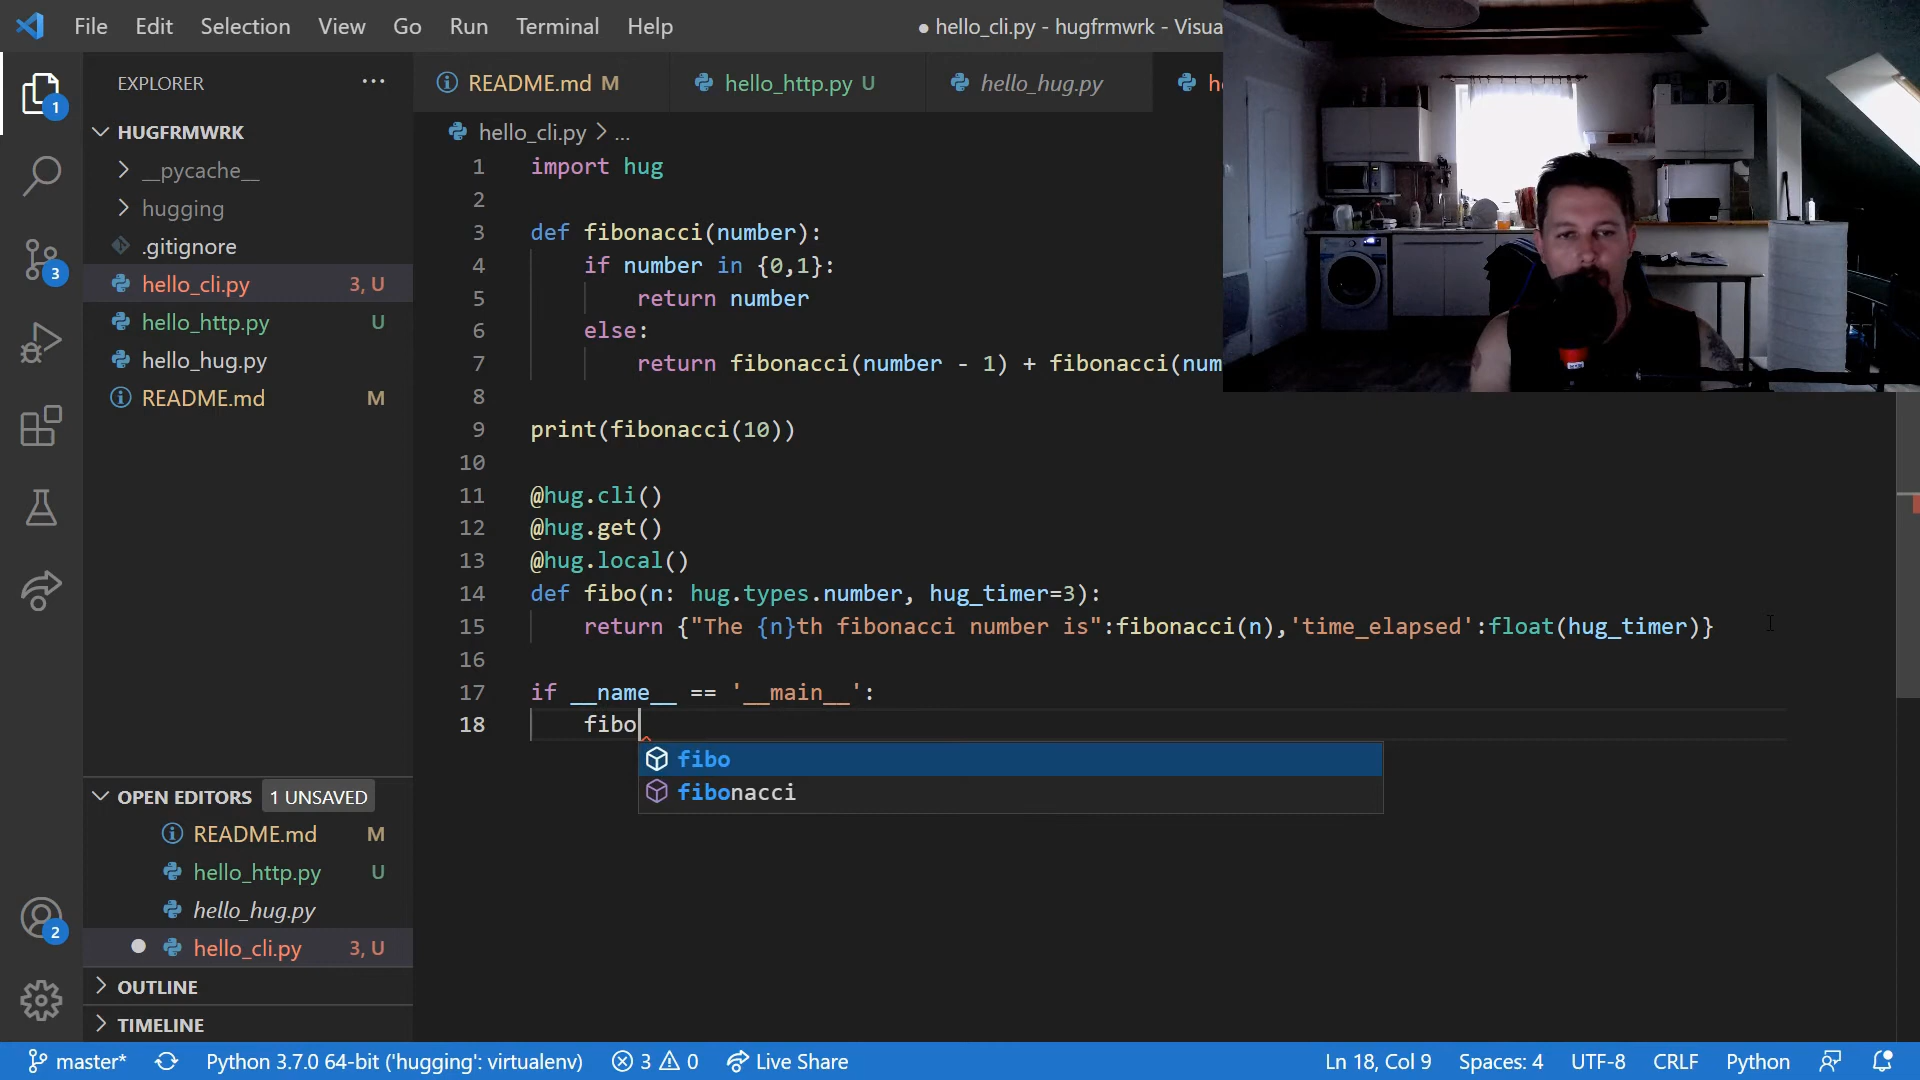 File Edit Selection View Go Run Terminal Help
● hello_cli.py - hugfrmwrk - Visua
EXPLORER ...
README.md M
hello_http.py U
hello_hug.py
HUGFRMWRK
__pycache__
hugging
.gitignore
hello_cli.py 3, U
hello_http.py U
hello_hug.py
README.md M
hello_cli.py > ...
1 import hug
2
3 def fibonacci(number):
4 if number in {0,1}:
5 return number
6 else:
7 return fibonacci(number - 1) + fibonacci(num
8
9 print(fibonacci(10))
10
11 @hug.cli()
12 @hug.get()
13 @hug.local()
14 def fibo(n: hug.types.number, hug_timer=3):
15 return {"The {n}th fibonacci number is":fibonacci(n),'time_elapsed':float(hug_timer)}
16
17 if __name__ == '__main__':
18 fibo
fibo
fibonacci
OPEN EDITORS 1 UNSAVED
README.md M
hello_http.py U
hello_hug.py
● hello_cli.py 3, U
OUTLINE
TIMELINE
1
3
2
master* Python 3.7.0 64-bit ('hugging': virtualenv) 3 0 Live Share Ln 18, Col 9 Spaces: 4 UTF-8 CRLF Python